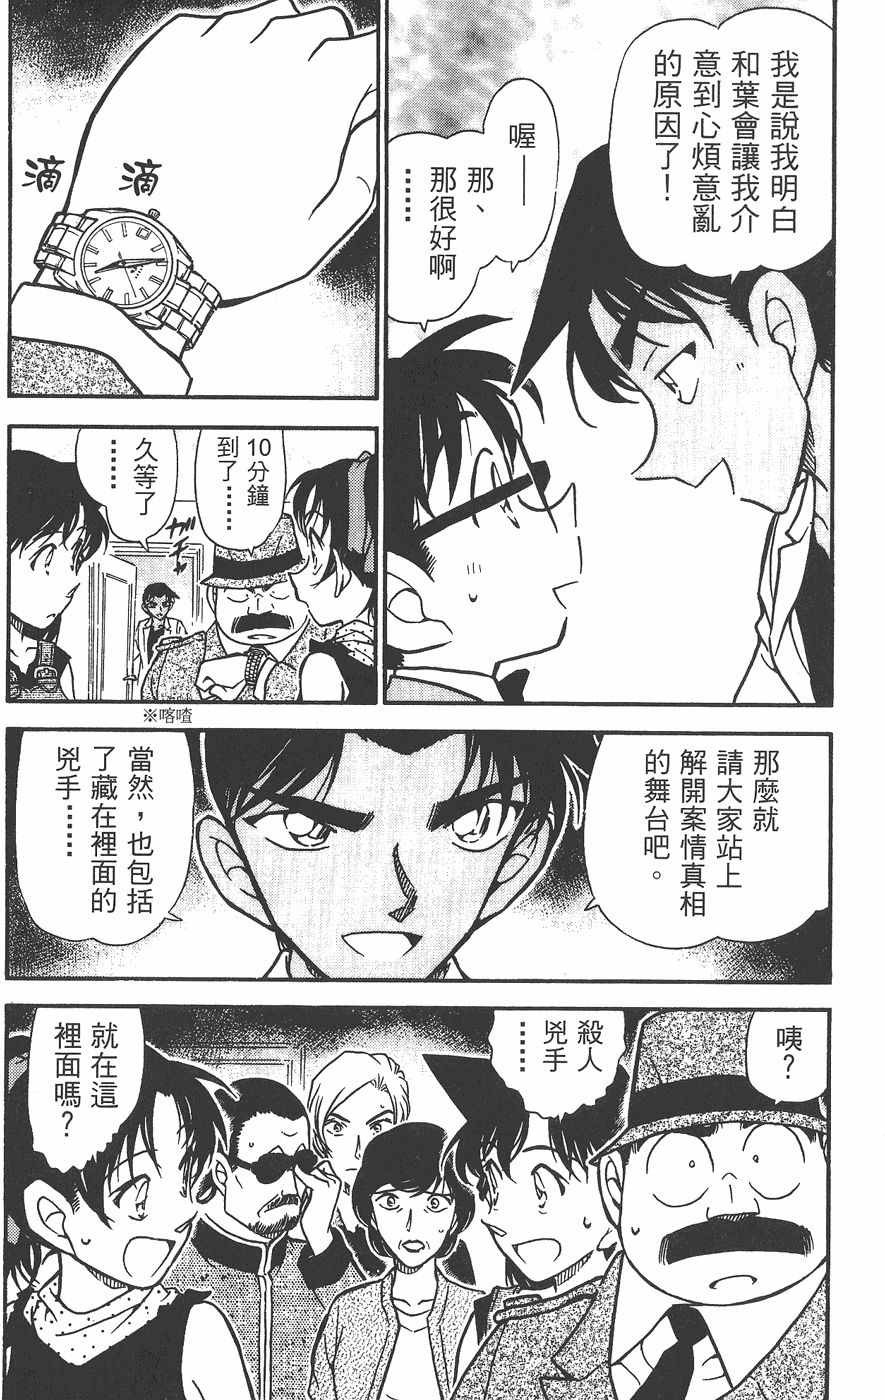 我是說我明白
和葉會讓我介
意到心煩意亂
的原因了！
喔──
那、
那很好啊
……
滴
滴
10分鐘
到了……
久等了
……
ガチャ
※喀喳
那麼就
請大家站上
解開案情真相
的舞台吧。
當然，也包括
了藏在裡面的
兇手……
咦？
殺人
兇手
……
就在這
裡面嗎？